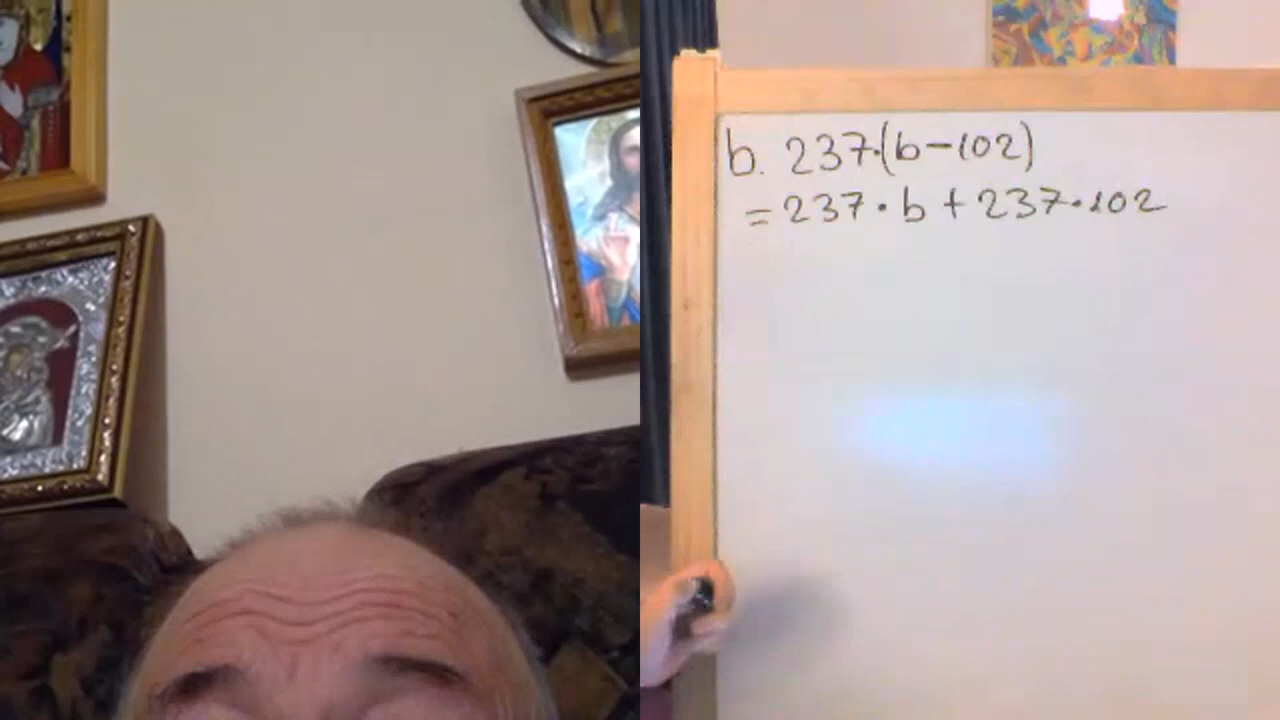 b. 237·(b-102)
= 237 · b + 237 · 102